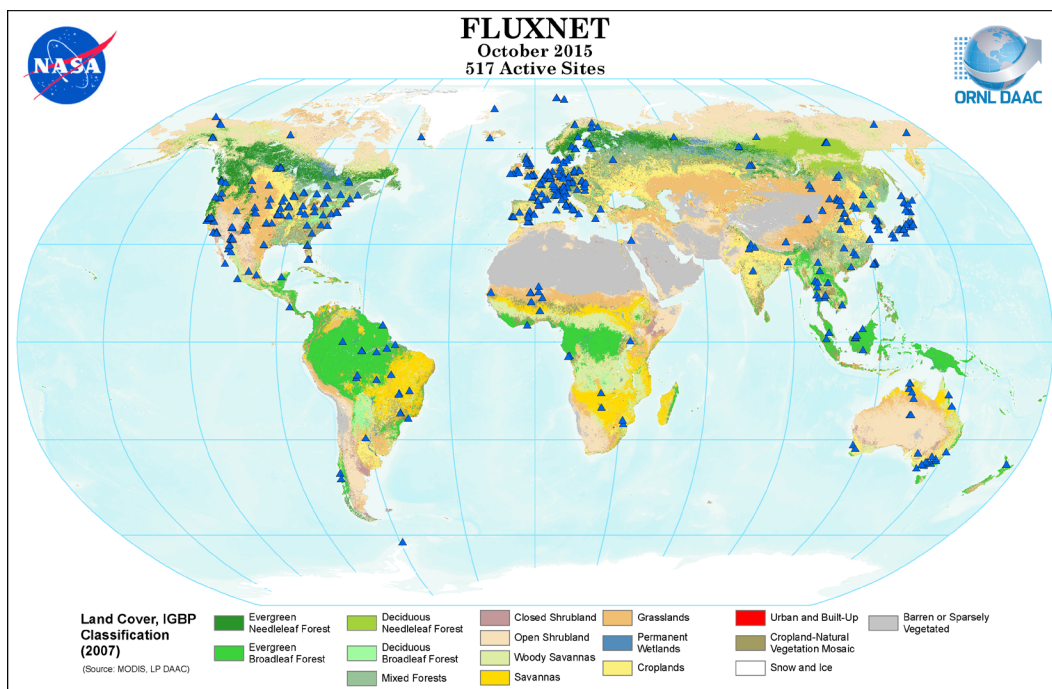 FLUXNET
October 2015
517 Active Sites
NASA
ORNL DAAC
Land Cover, IGBP
Classification
(2007)
(Source: MODIS, LP DAAC)
Evergreen
Needleleaf Forest
Evergreen
Broadleaf Forest
Deciduous
Needleleaf Forest
Deciduous
Broadleaf Forest
Mixed Forests
Closed Shrubland
Open Shrubland
Woody Savannas
Savannas
Grasslands
Permanent
Wetlands
Croplands
Urban and Built-Up
Cropland-Natural
Vegetation Mosaic
Snow and Ice
Barren or Sparsely
Vegetated